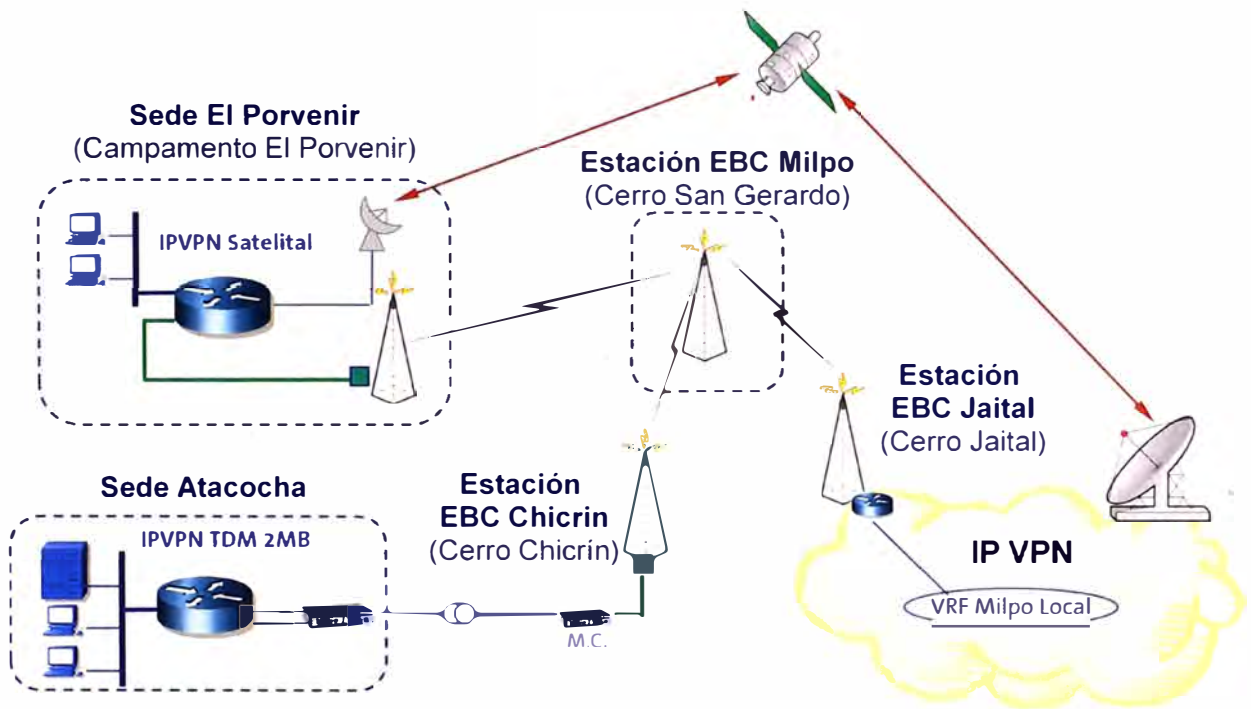 Sede El Porvenir
(Campamento El Porvenir)
IPVPN Satelital
Estación EBC Milpo
(Cerro San Gerardo)
Estación
EBC Jaital
(Cerro Jaital)
Sede Atacocha
IPVPN TDM 2MB
Estación
EBC Chicrin
(Cerro Chicrín)
M.C.
IP VPN
VRF Milpo Local